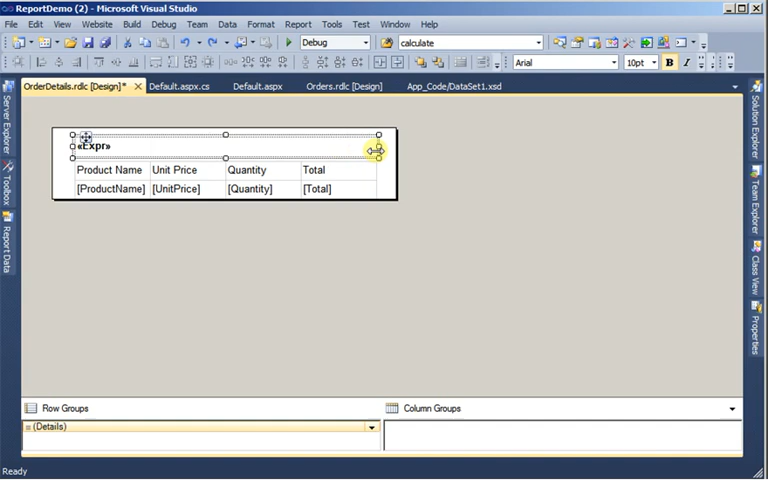 ReportDemo (2) - Microsoft Visual Studio
File Edit View Website Build Debug Team Data Format Report Tools Test Window Help
Debug calculate
Arial 10pt B I
OrderDetails.rdlc [Design]* Default.aspx.cs Default.aspx Orders.rdlc [Design] App_Code/DataSet1.xsd
Server Explorer
Toolbox
Report Data
«Expr»
Product Name Unit Price Quantity Total
[ProductName] [UnitPrice] [Quantity] [Total]
Solution Explorer
Team Explorer
Class View
Properties
Row Groups Column Groups
(Details)
Ready